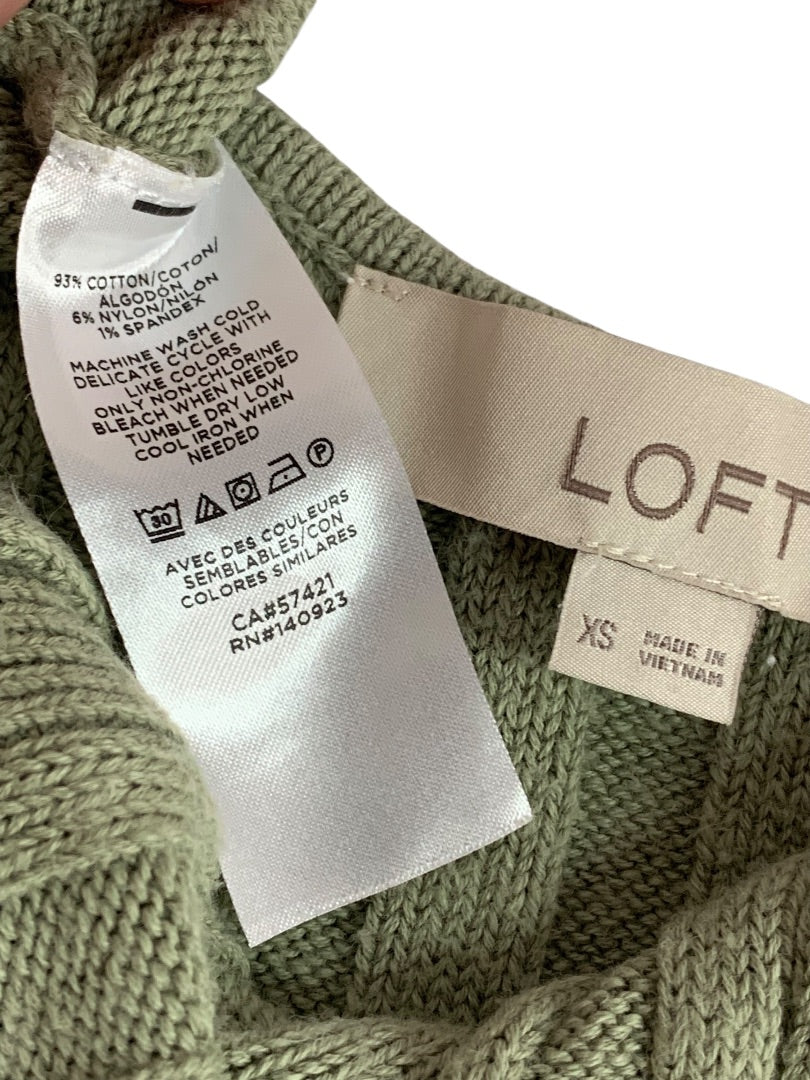 93% COTTON/COTON/
ALGODÓN
6% NYLON/NILÓN
1% SPANDEX
MACHINE WASH COLD
DELICATE CYCLE WITH
LIKE COLORS
ONLY NON-CHLORINE
BLEACH WHEN NEEDED
TUMBLE DRY LOW
COOL IRON WHEN
NEEDED
30 P
AVEC DES COULEURS
SEMBLABLES/CON
COLORES SIMILARES
CA#57421
RN#140923
LOFT
XS
MADE IN
VIETNAM